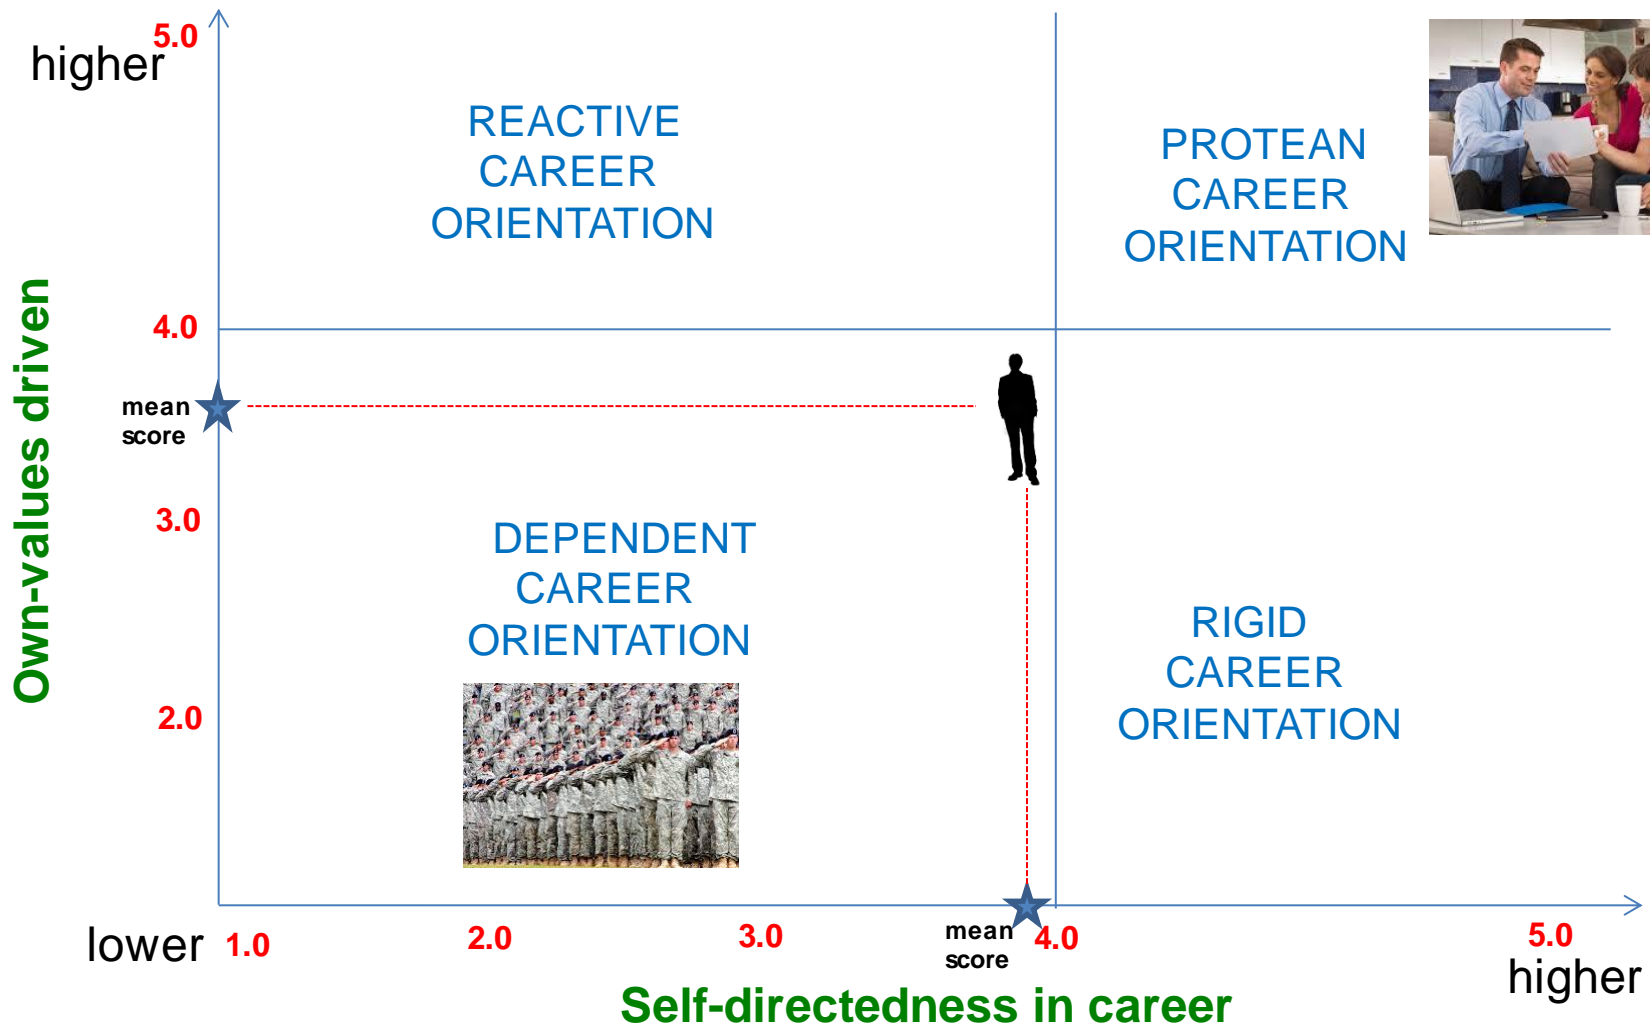 5.0
higher
REACTIVE
CAREER
ORIENTATION
PROTEAN
CAREER
ORIENTATION
4.0
Own-values driven
mean
score
3.0
DEPENDENT
CAREER
ORIENTATION
RIGID
CAREER
ORIENTATION
2.0
lower
1.0
2.0
3.0
mean
score
4.0
5.0
higher
Self-directedness in career